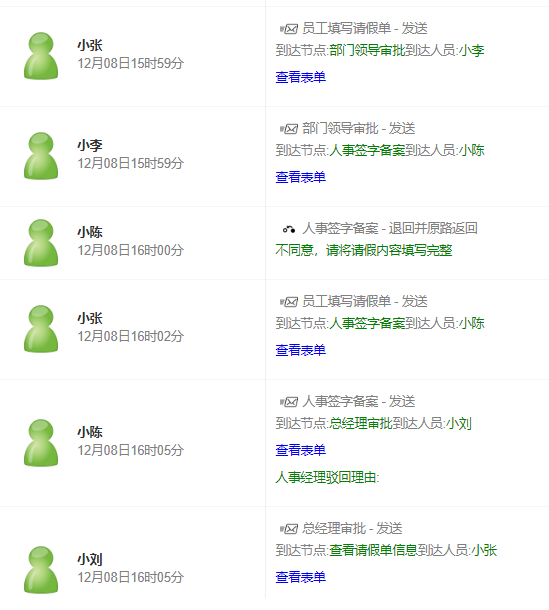 小张
12月08日15时59分
员工填写请假单 - 发送
到达节点:部门领导审批到达人员:小李
查看表单
小李
12月08日15时59分
部门领导审批 - 发送
到达节点:人事签字备案到达人员:小陈
查看表单
小陈
12月08日16时00分
人事签字备案 - 退回并原路返回
不同意，请将请假内容填写完整
小张
12月08日16时02分
员工填写请假单 - 发送
到达节点:人事签字备案到达人员:小陈
查看表单
小陈
12月08日16时05分
人事签字备案 - 发送
到达节点:总经理审批到达人员:小刘
查看表单
人事经理驳回理由:
小刘
12月08日16时05分
总经理审批 - 发送
到达节点:查看请假单信息到达人员:小张
查看表单